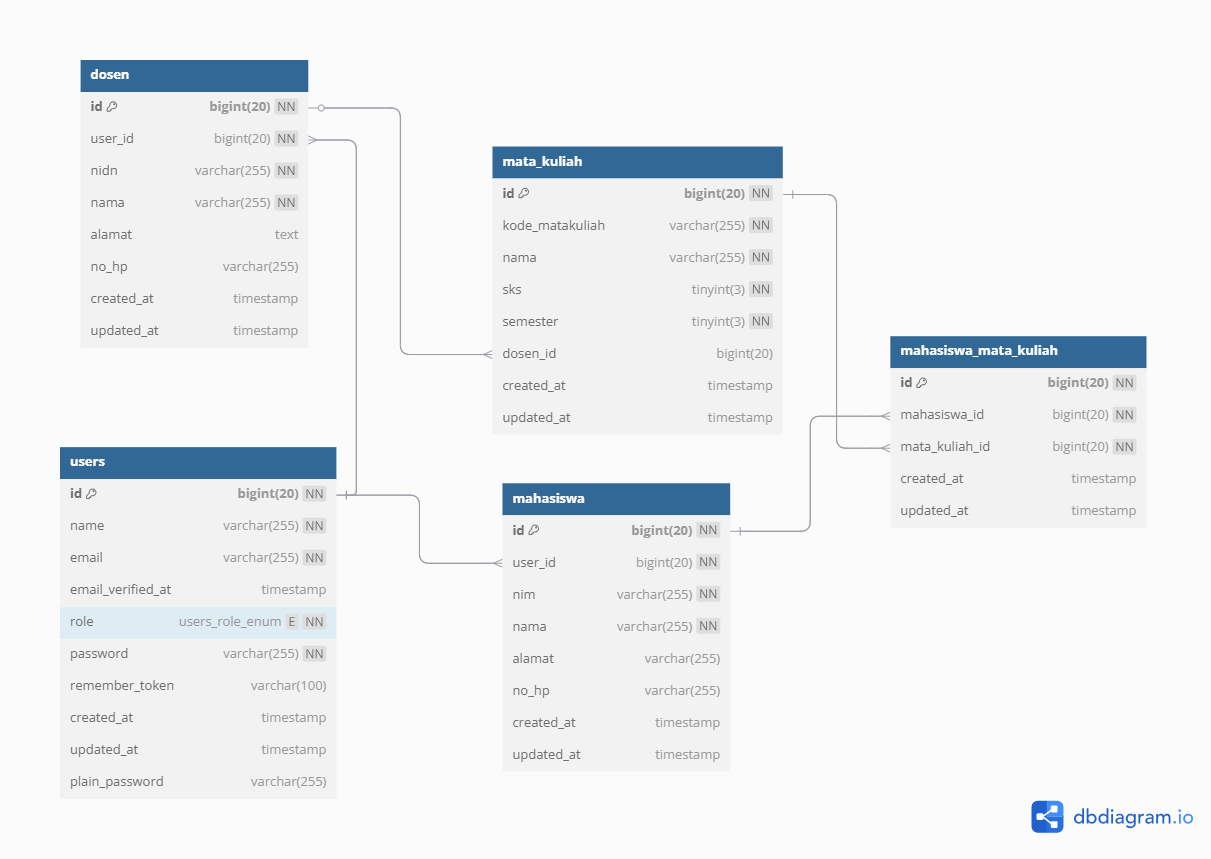 dosen
id bigint(20) NN
user_id bigint(20) NN
nidn varchar(255) NN
nama varchar(255) NN
alamat text
no_hp varchar(255)
created_at timestamp
updated_at timestamp
mata_kuliah
id bigint(20) NN
kode_matakuliah varchar(255) NN
nama varchar(255) NN
sks tinyint(3) NN
semester tinyint(3) NN
dosen_id bigint(20)
created_at timestamp
updated_at timestamp
mahasiswa_mata_kuliah
id bigint(20) NN
mahasiswa_id bigint(20) NN
mata_kuliah_id bigint(20) NN
created_at timestamp
updated_at timestamp
users
id bigint(20) NN
name varchar(255) NN
email varchar(255) NN
email_verified_at timestamp
role users_role_enum E NN
password varchar(255) NN
remember_token varchar(100)
created_at timestamp
updated_at timestamp
plain_password varchar(255)
mahasiswa
id bigint(20) NN
user_id bigint(20) NN
nim varchar(255) NN
nama varchar(255) NN
alamat varchar(255)
no_hp varchar(255)
created_at timestamp
updated_at timestamp
dbdiagram.io